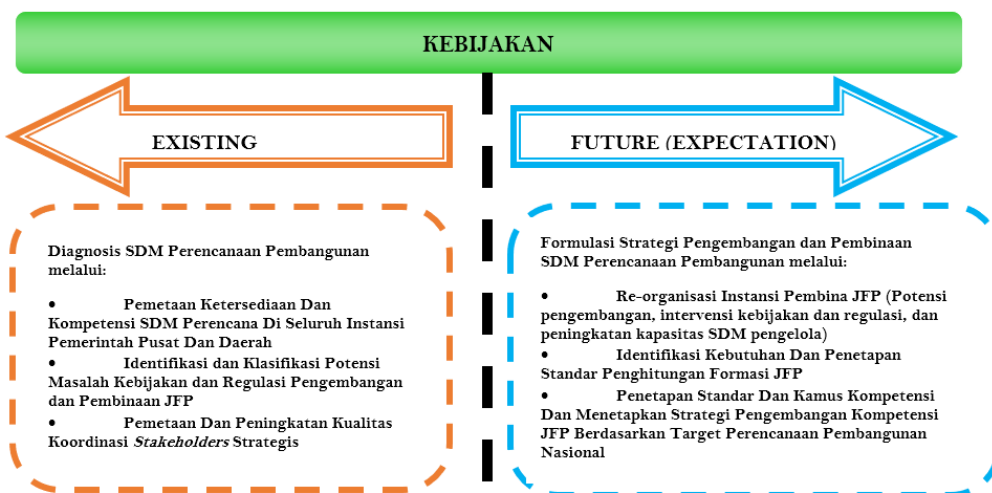 KEBIJAKAN
EXISTING
Diagnosis SDM Perencanaan Pembangunan
melalui:
• Pemetaan Ketersediaan Dan
Kompetensi SDM Perencana Di Seluruh Instansi
Pemerintah Pusat Dan Daerah
• Identifikasi dan Klasifikasi Potensi
Masalah Kebijakan dan Regulasi Pengembangan
dan Pembinaan JFP
• Pemetaan Dan Peningkatan Kualitas
Koordinasi Stakeholders Strategis
FUTURE (EXPECTATION)
Formulasi Strategi Pengembangan dan Pembinaan
SDM Perencanaan Pembangunan melalui:
• Re-organisasi Instansi Pembina JFP (Potensi
pengembangan, intervensi kebijakan dan regulasi, dan
peningkatan kapasitas SDM pengelola)
• Identifikasi Kebutuhan Dan Penetapan
Standar Penghitungan Formasi JFP
• Penetapan Standar Dan Kamus Kompetensi
Dan Menetapkan Strategi Pengembangan Kompetensi
JFP Berdasarkan Target Perencanaan Pembangunan
Nasional